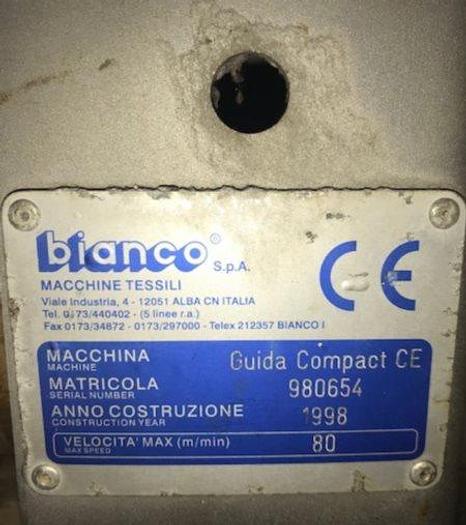 bianco® S.p.A.
MACCHINE TESSILI
Viale Industria, 4 - 12051 ALBA CN ITALIA
Tel. 0173/440402 - (5 linee r.a.)
Fax 0173/34872 - 0173/297000 - Telex 212357 BIANCO I
CE
MACCHINA Guida Compact CE
MACHINE
MATRICOLA 980654
SERIAL NUMBER
ANNO COSTRUZIONE 1998
CONSTRUCTION YEAR
VELOCITA' MAX (m/min) 80
MAX SPEED